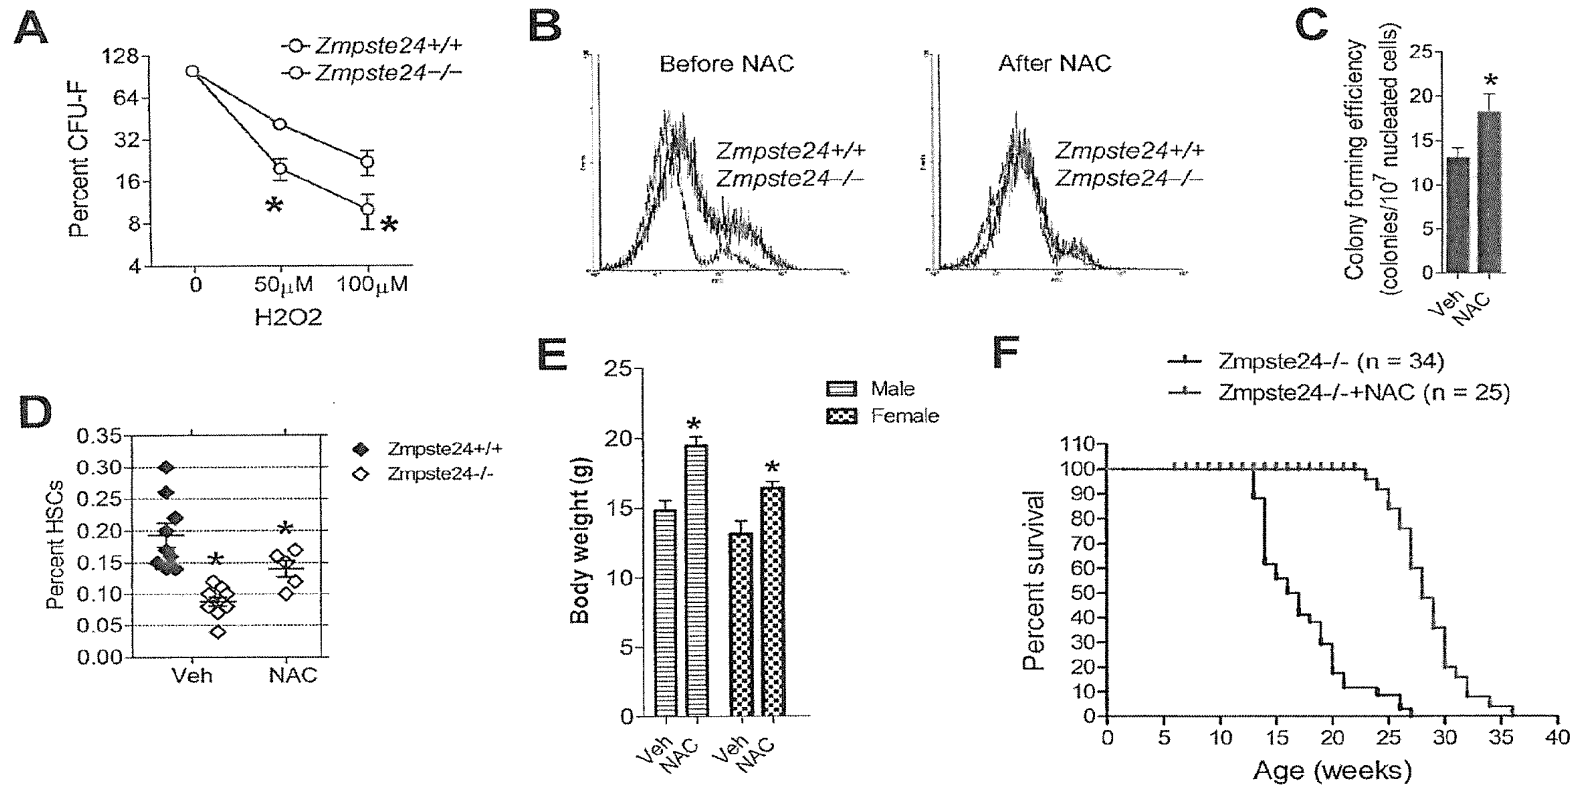 A
Zmpste24+/+
Zmpste24−/−
Percent CFU-F
128
64
32
16
8
4
*
*
0
50µM
100µM
H2O2
B
Before NAC
Zmpste24+/+
Zmpste24−/−
After NAC
Zmpste24+/+
Zmpste24−/−
C
Colony forming efficiency
(colonies/10⁷ nucleated cells)
25
20
15
10
5
0
*
Veh
NAC
D
Zmpste24+/+
Zmpste24-/-
Percent HSCs
0.35
0.30
0.25
0.20
0.15
0.10
0.05
0.00
*
*
Veh
NAC
E
Male
Female
Body weight (g)
25
20
15
10
5
0
*
*
Veh
NAC
Veh
NAC
F
Zmpste24-/- (n = 34)
Zmpste24-/-+NAC (n = 25)
Percent survival
110
100
90
80
70
60
50
40
30
20
10
0
0 5 10 15 20 25 30 35 40
Age (weeks)